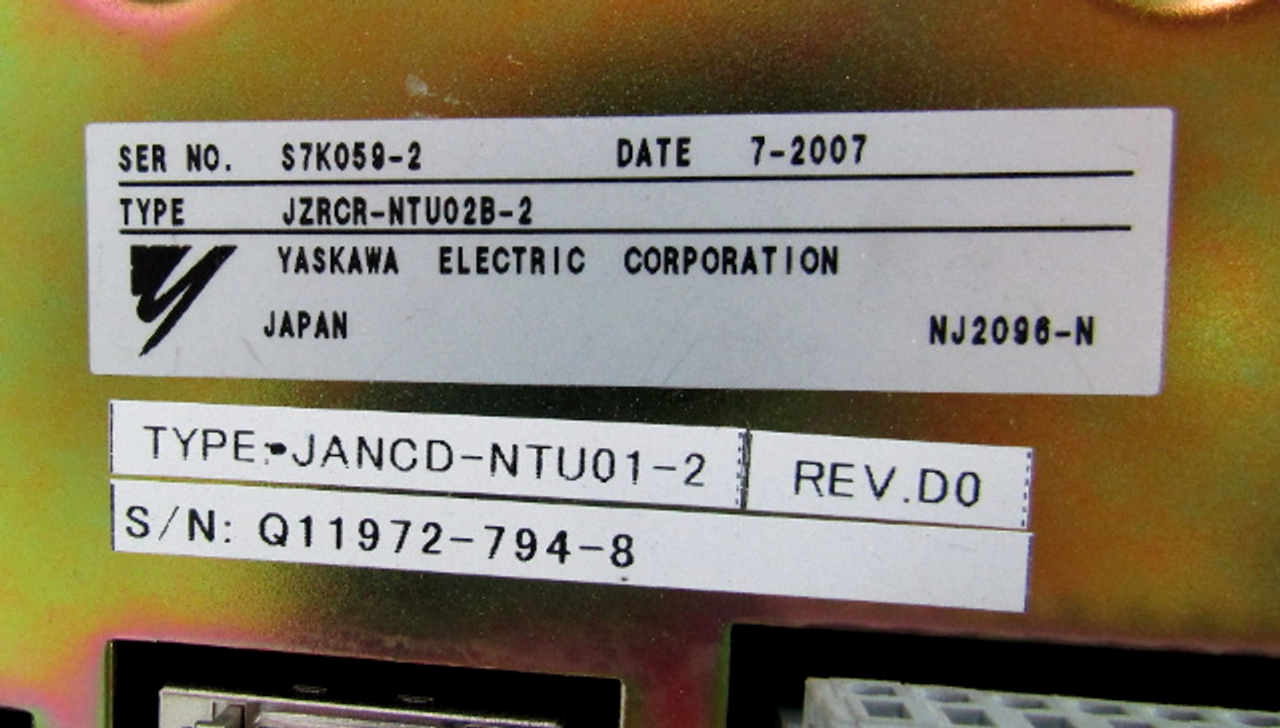 SER NO. S7K059-2 DATE 7-2007
TYPE JZRCR-NTU02B-2
YASKAWA ELECTRIC CORPORATION
JAPAN NJ2096-N
TYPE:JANCD-NTU01-2 REV.D0
S/N: Q11972-794-8